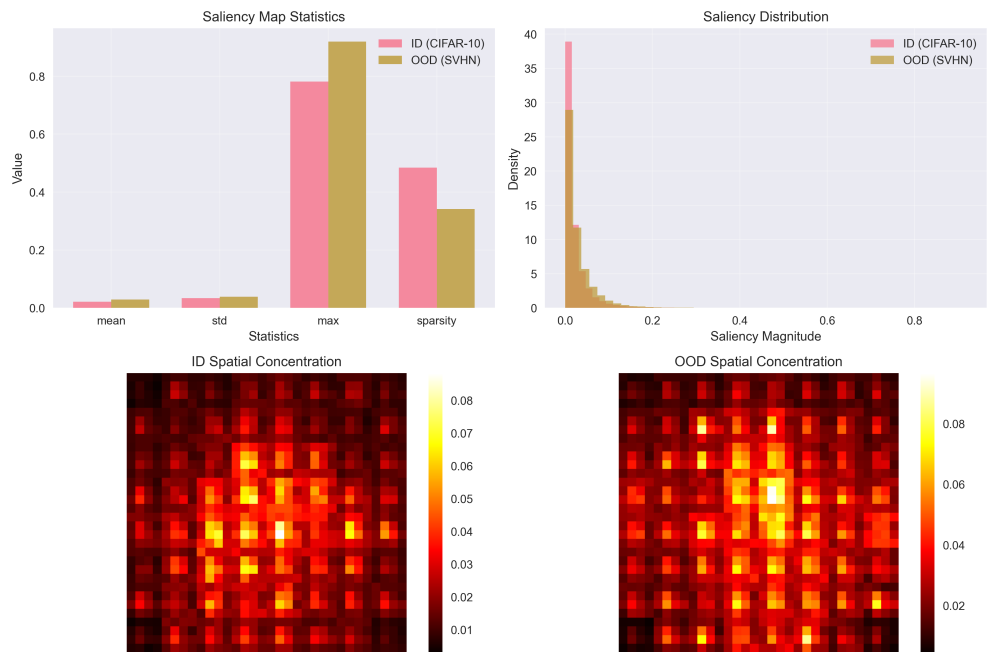 Saliency Map Statistics
ID (CIFAR-10)
OOD (SVHN)
Value
0.8
0.6
0.4
0.2
0.0
mean
std
max
sparsity
Statistics
Saliency Distribution
ID (CIFAR-10)
OOD (SVHN)
Density
40
35
30
25
20
15
10
5
0
0.0
0.2
0.4
0.6
0.8
Saliency Magnitude
ID Spatial Concentration
0.08
0.07
0.06
0.05
0.04
0.03
0.02
0.01
OOD Spatial Concentration
0.08
0.06
0.04
0.02